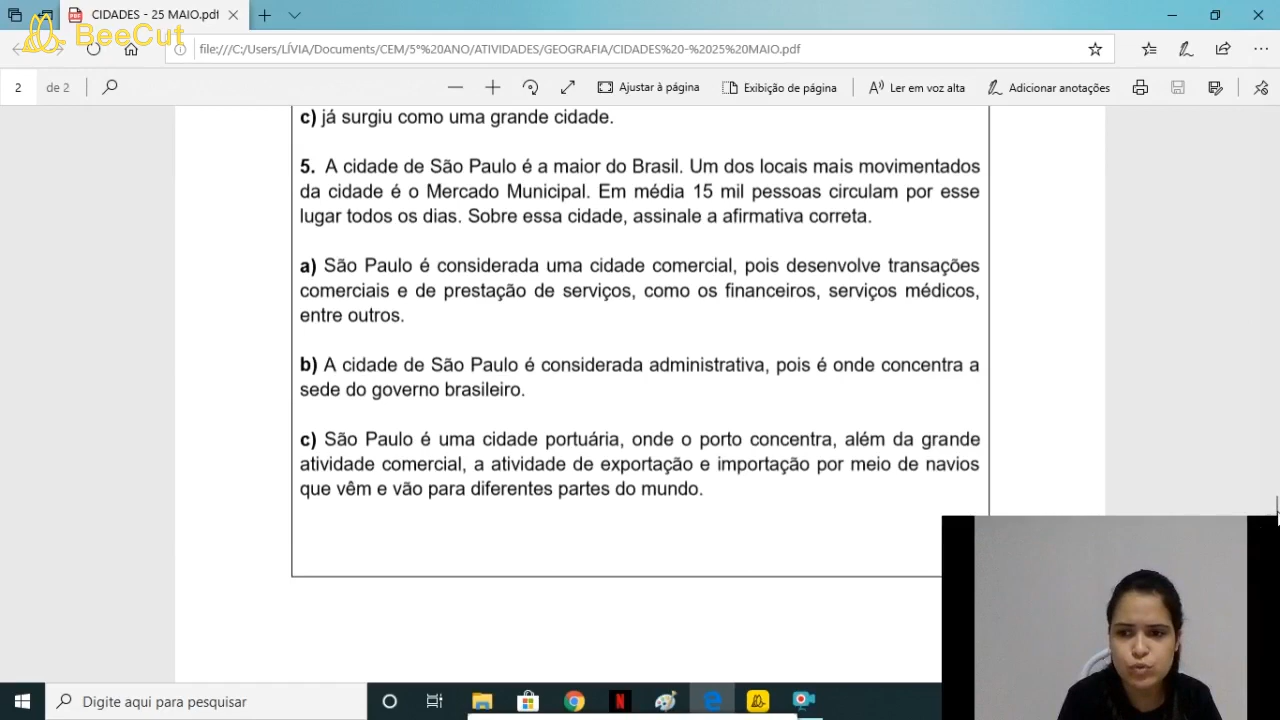 CIDADES - 25 MAIO.pdf
BeeCut
file:///C:/Users/LÍVIA/Documents/CEM/5°%20ANO/ATIVIDADES/GEOGRAFIA/CIDADES%20-%2025%20MAIO.pdf
2 de 2 Ajustar à página Exibição de página Ler em voz alta Adicionar anotações
c) já surgiu como uma grande cidade.
5. A cidade de São Paulo é a maior do Brasil. Um dos locais mais movimentados
da cidade é o Mercado Municipal. Em média 15 mil pessoas circulam por esse
lugar todos os dias. Sobre essa cidade, assinale a afirmativa correta.
a) São Paulo é considerada uma cidade comercial, pois desenvolve transações
comerciais e de prestação de serviços, como os financeiros, serviços médicos,
entre outros.
b) A cidade de São Paulo é considerada administrativa, pois é onde concentra a
sede do governo brasileiro.
c) São Paulo é uma cidade portuária, onde o porto concentra, além da grande
atividade comercial, a atividade de exportação e importação por meio de navios
que vêm e vão para diferentes partes do mundo.
Digite aqui para pesquisar